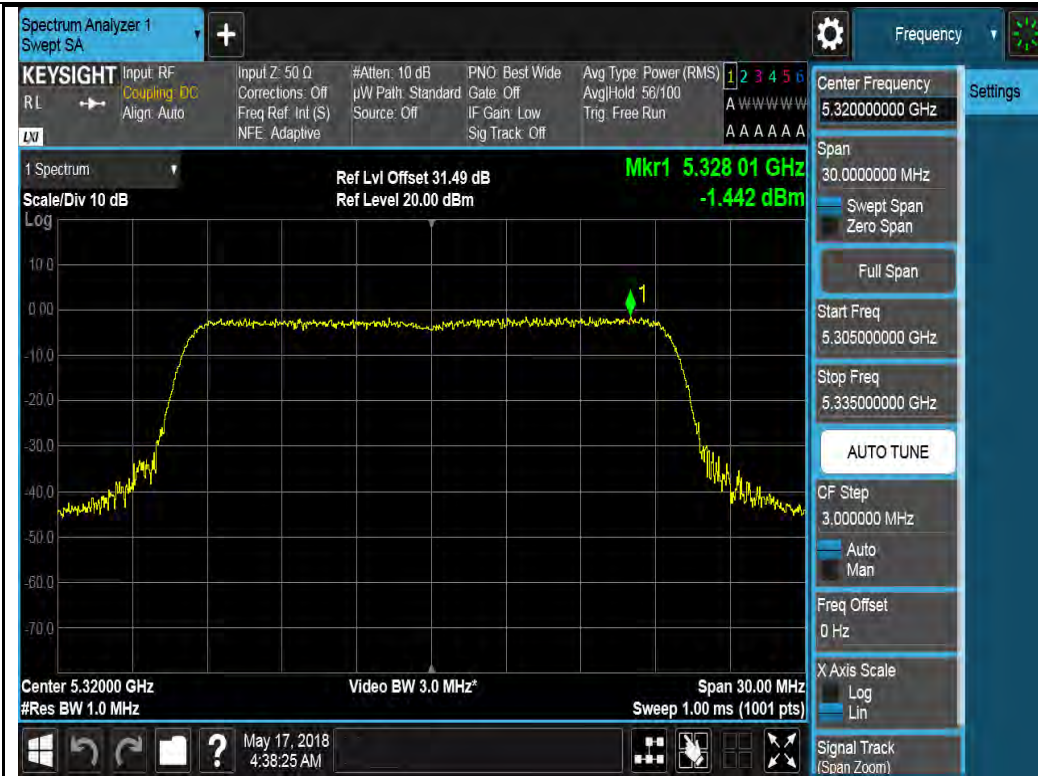 Spectrum Analyzer 1
Swept SA
+
Frequency
KEYSIGHT
RL
LXI
Input: RF
Coupling: DC
Align: Auto
Input Z: 50 Ω
Corrections: Off
Freq Ref: Int (S)
NFE: Adaptive
#Atten: 10 dB
µW Path: Standard
Source: Off
PNO: Best Wide
Gate: Off
IF Gain: Low
Sig Track: Off
Avg Type: Power (RMS)
Avg|Hold: 56/100
Trig: Free Run
1 2 3 4 5 6
A W W W W W
A A A A A A
1 Spectrum
Scale/Div 10 dB
Ref Lvl Offset 31.49 dB
Ref Level 20.00 dBm
Mkr1 5.328 01 GHz
-1.442 dBm
Log
10.0
0.00
-10.0
-20.0
-30.0
-40.0
-50.0
-60.0
-70.0
1
Center 5.32000 GHz
#Res BW 1.0 MHz
Video BW 3.0 MHz*
Span 30.00 MHz
Sweep 1.00 ms (1001 pts)
Center Frequency
5.320000000 GHz
Settings
Span
30.0000000 MHz
Swept Span
Zero Span
Full Span
Start Freq
5.305000000 GHz
Stop Freq
5.335000000 GHz
AUTO TUNE
CF Step
3.000000 MHz
Auto
Man
Freq Offset
0 Hz
X Axis Scale
Log
Lin
Signal Track
(Span Zoom)
?
May 17, 2018
4:38:25 AM